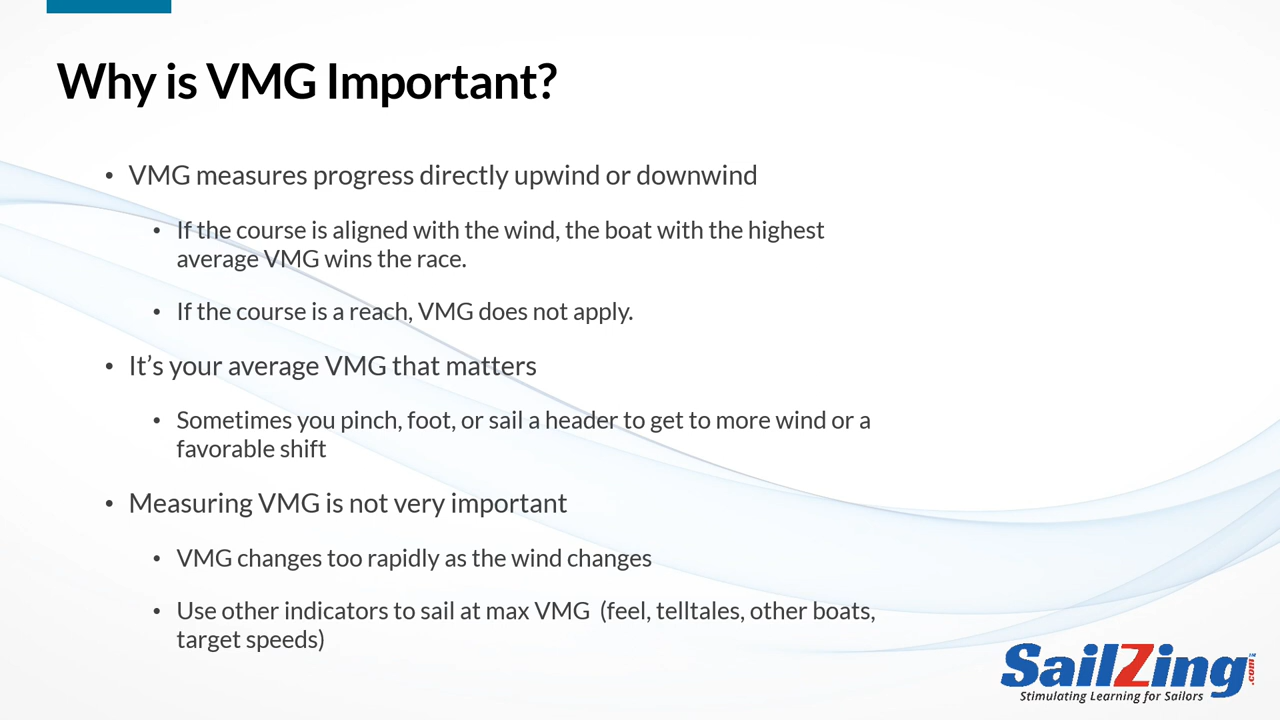 Why is VMG Important?
• VMG measures progress directly upwind or downwind
• If the course is aligned with the wind, the boat with the highest
average VMG wins the race.
• If the course is a reach, VMG does not apply.
• It’s your average VMG that matters
• Sometimes you pinch, foot, or sail a header to get to more wind or a
favorable shift
• Measuring VMG is not very important
• VMG changes too rapidly as the wind changes
• Use other indicators to sail at max VMG  (feel, telltales, other boats,
target speeds)
SailZing.com™
Stimulating Learning for Sailors